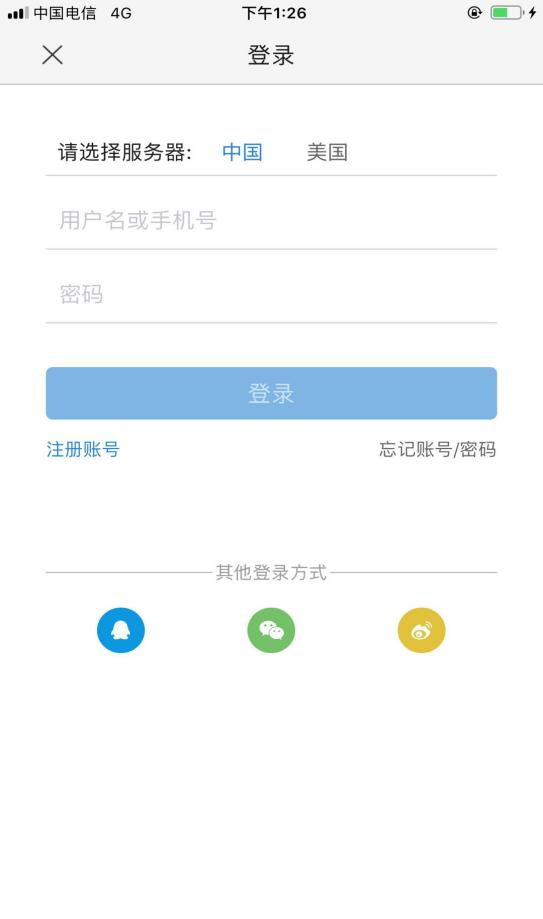 中国电信 4G 下午1:26
登录
请选择服务器: 中国 美国
用户名或手机号
密码
登录
注册账号 忘记账号/密码
其他登录方式